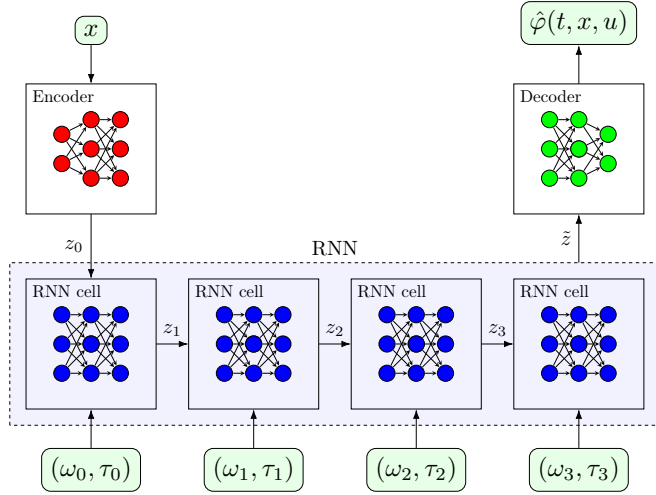 x
φ̂(t, x, u)
Encoder
Decoder
z₀
z̃
RNN
RNN cell
RNN cell
RNN cell
RNN cell
z₁
z₂
z₃
(ω₀, τ₀)
(ω₁, τ₁)
(ω₂, τ₂)
(ω₃, τ₃)